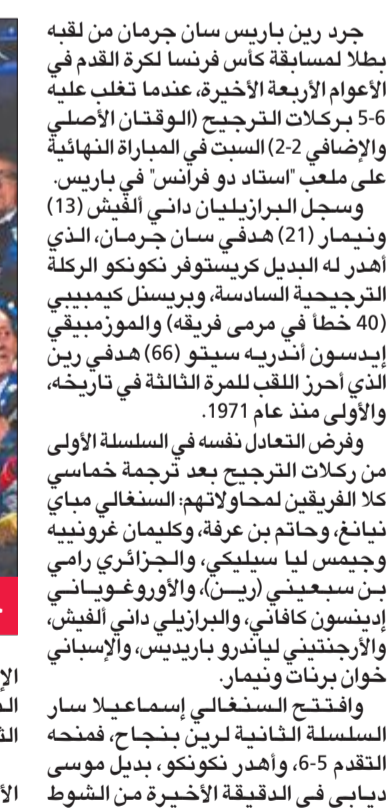 جرد رين باريس سان جرمان من لقبه
بطلا لمسابقة كأس فرنسا لكرة القدم في
الأعوام الأربعة الأخيرة، عندما تغلب عليه
6-5 بركلات الترجيح (الوقتان الأصلي
والإضافي 2-2) السبت في المباراة النهائية
على ملعب "استاد دو فرانس" في باريس.
وسجل البرازيليان داني ألفيش (13)
ونيمار (21) هدفي سان جرمان، الذي
أهدر له البديل كريستوفر نكونكو الركلة
الترجيحية السادسة، وبريسنل كيمبيبي
(40 خطأ في مرمى فريقه) والموزمبيقي
إيدسون أندريه سيتو (66) هدفي رين
الذي أحرز اللقب للمرة الثالثة في تاريخه،
والأولى منذ عام 1971.
وفرض التعادل نفسه في السلسلة الأولى
من ركلات الترجيح بعد ترجمة خماسي
كلا الفريقين لمحاولاتهم: السنغالي مباي
نيانغ، وحاتم بن عرفة، وكليمان غرونييه
وجيمس ليا سيليكي، والجزائري رامي
بن سبعيني (رين)، والأوروغوياني
إدينسون كافاني، والبرازيلي داني ألفيش،
والأرجنتيني لياندرو باريديس، والإسباني
خوان برنات ونيمار.
وافتتح السنغالي إسماعيلا سار
السلسلة الثانية لرين بنجاح، فمنحه
التقدم 6-5، وأهدر نكونكو، بديل موسى
ديابي في الدقيقة الأخيرة من الشوط